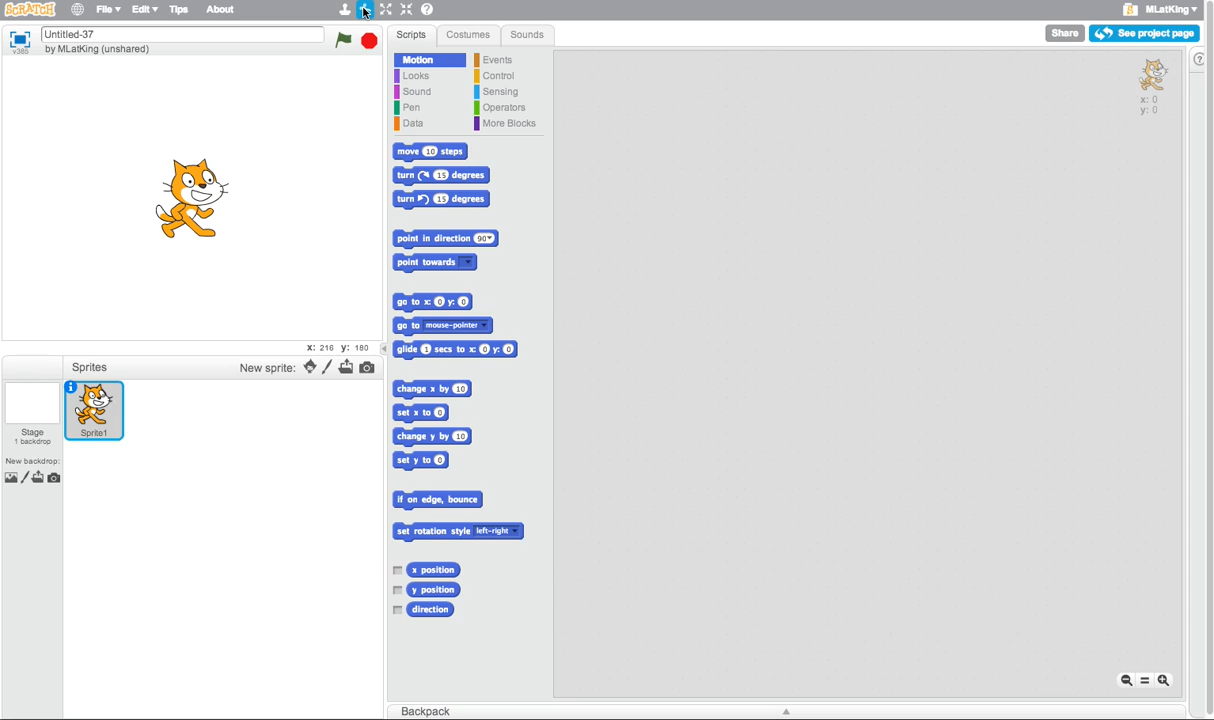 SCRATCH File▾ Edit▾ Tips About MLatKing▾
v385 Untitled-37
by MLatKing (unshared)
Scripts Costumes Sounds Share See project page
Motion Events
Looks Control
Sound Sensing
Pen Operators
Data More Blocks
x: 0
y: 0
move 10 steps
turn 15 degrees
turn 15 degrees
point in direction 90▾
point towards
go to x: 0 y: 0
go to mouse-pointer
glide 1 secs to x: 0 y: 0
change x by 10
set x to 0
change y by 10
set y to 0
if on edge, bounce
set rotation style left-right
x position
y position
direction
x: 216 y: 180
Sprites New sprite:
Stage
1 backdrop
New backdrop:
Sprite1
Backpack